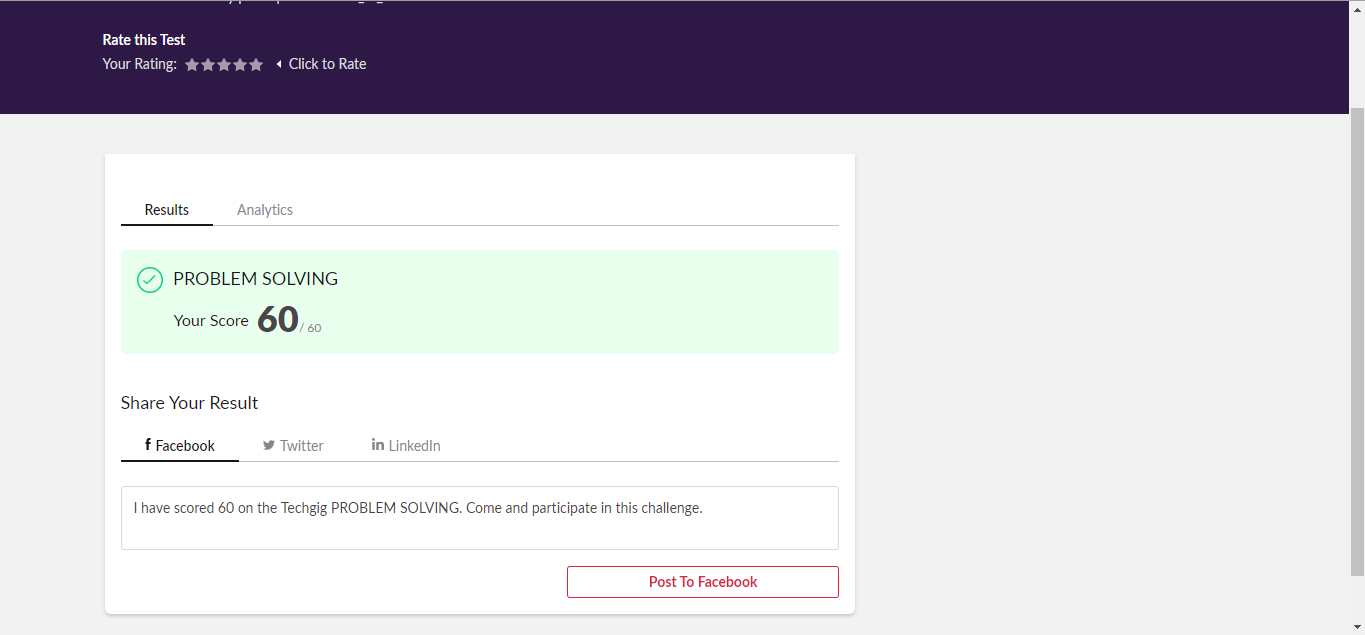 Rate this Test
Your Rating: Click to Rate
Results Analytics
PROBLEM SOLVING
Your Score 60 / 60
Share Your Result
Facebook Twitter LinkedIn
I have scored 60 on the Techgig PROBLEM SOLVING. Come and participate in this challenge.
Post To Facebook